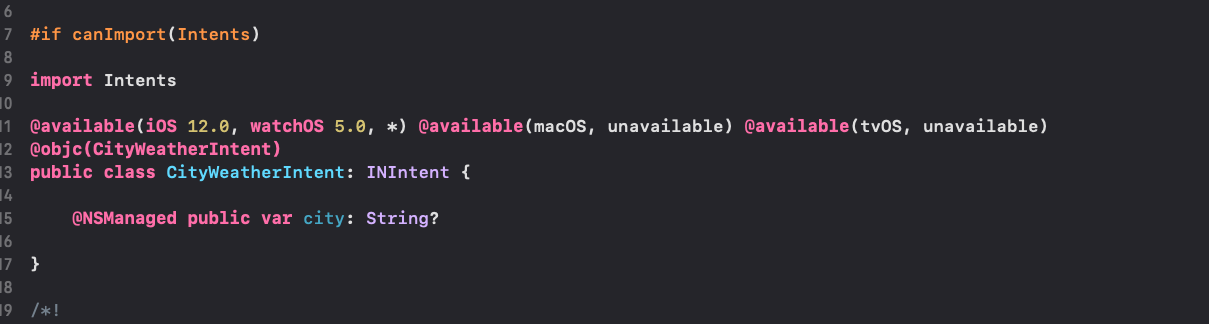 6
7 #if canImport(Intents)
8
9 import Intents
10
11 @available(iOS 12.0, watchOS 5.0, *) @available(macOS, unavailable) @available(tvOS, unavailable)
12 @objc(CityWeatherIntent)
13 public class CityWeatherIntent: INIntent {
14
15     @NSManaged public var city: String?
16
17 }
18
19 /*!